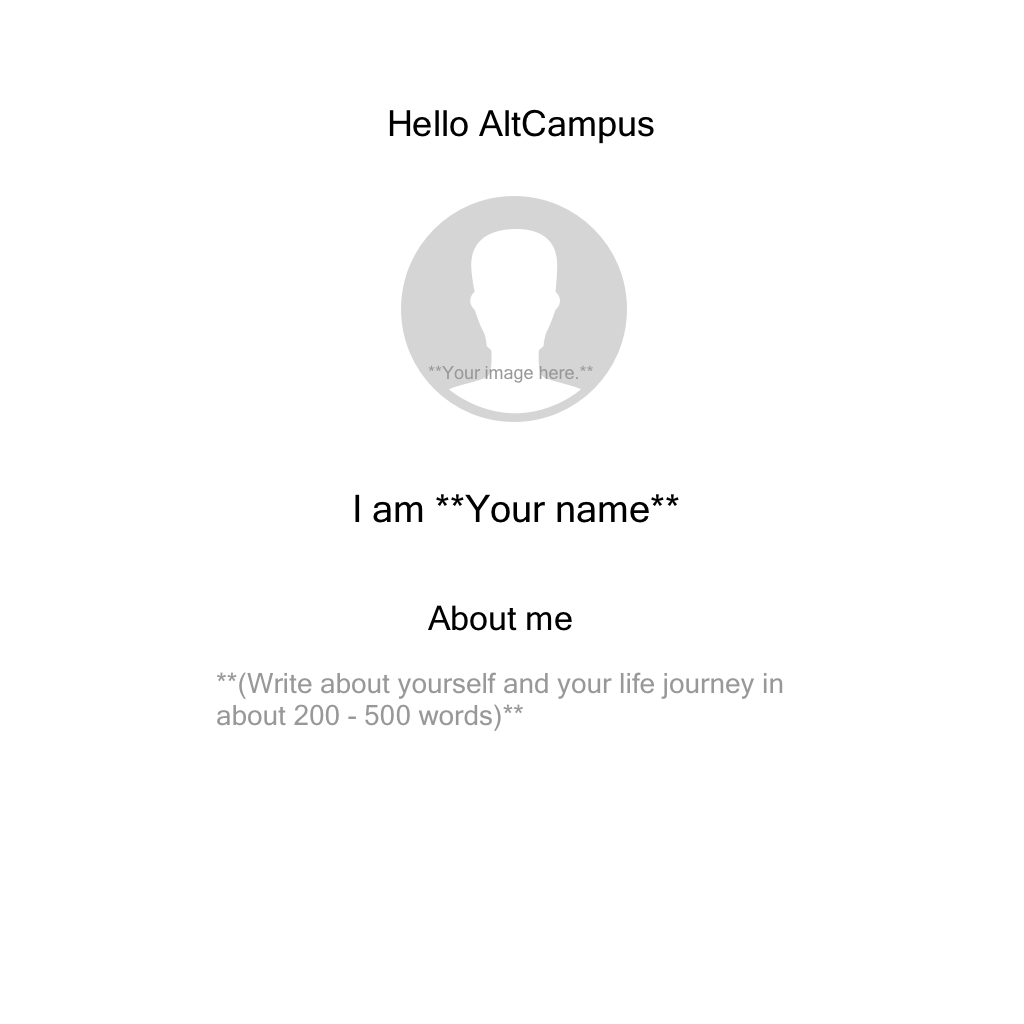 Hello AltCampus
**Your image here.**
I am **Your name**
About me
**(Write about yourself and your life journey in
about 200 - 500 words)**